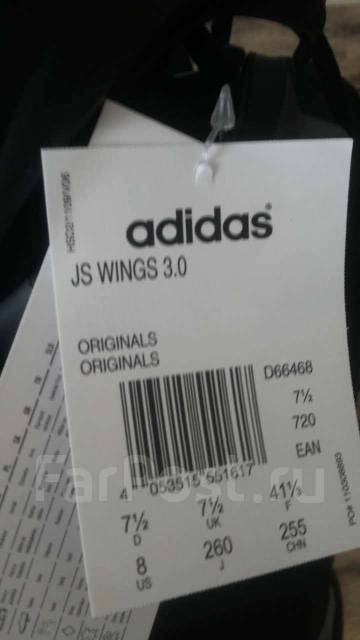 adidas
JS WINGS 3.0
ORIGINALS
ORIGINALS
D66468
7½
720
EAN
4 053515 561617
7½ 7½ 41⅓
D UK F
8 260 255
US J CHN
FarPost.ru